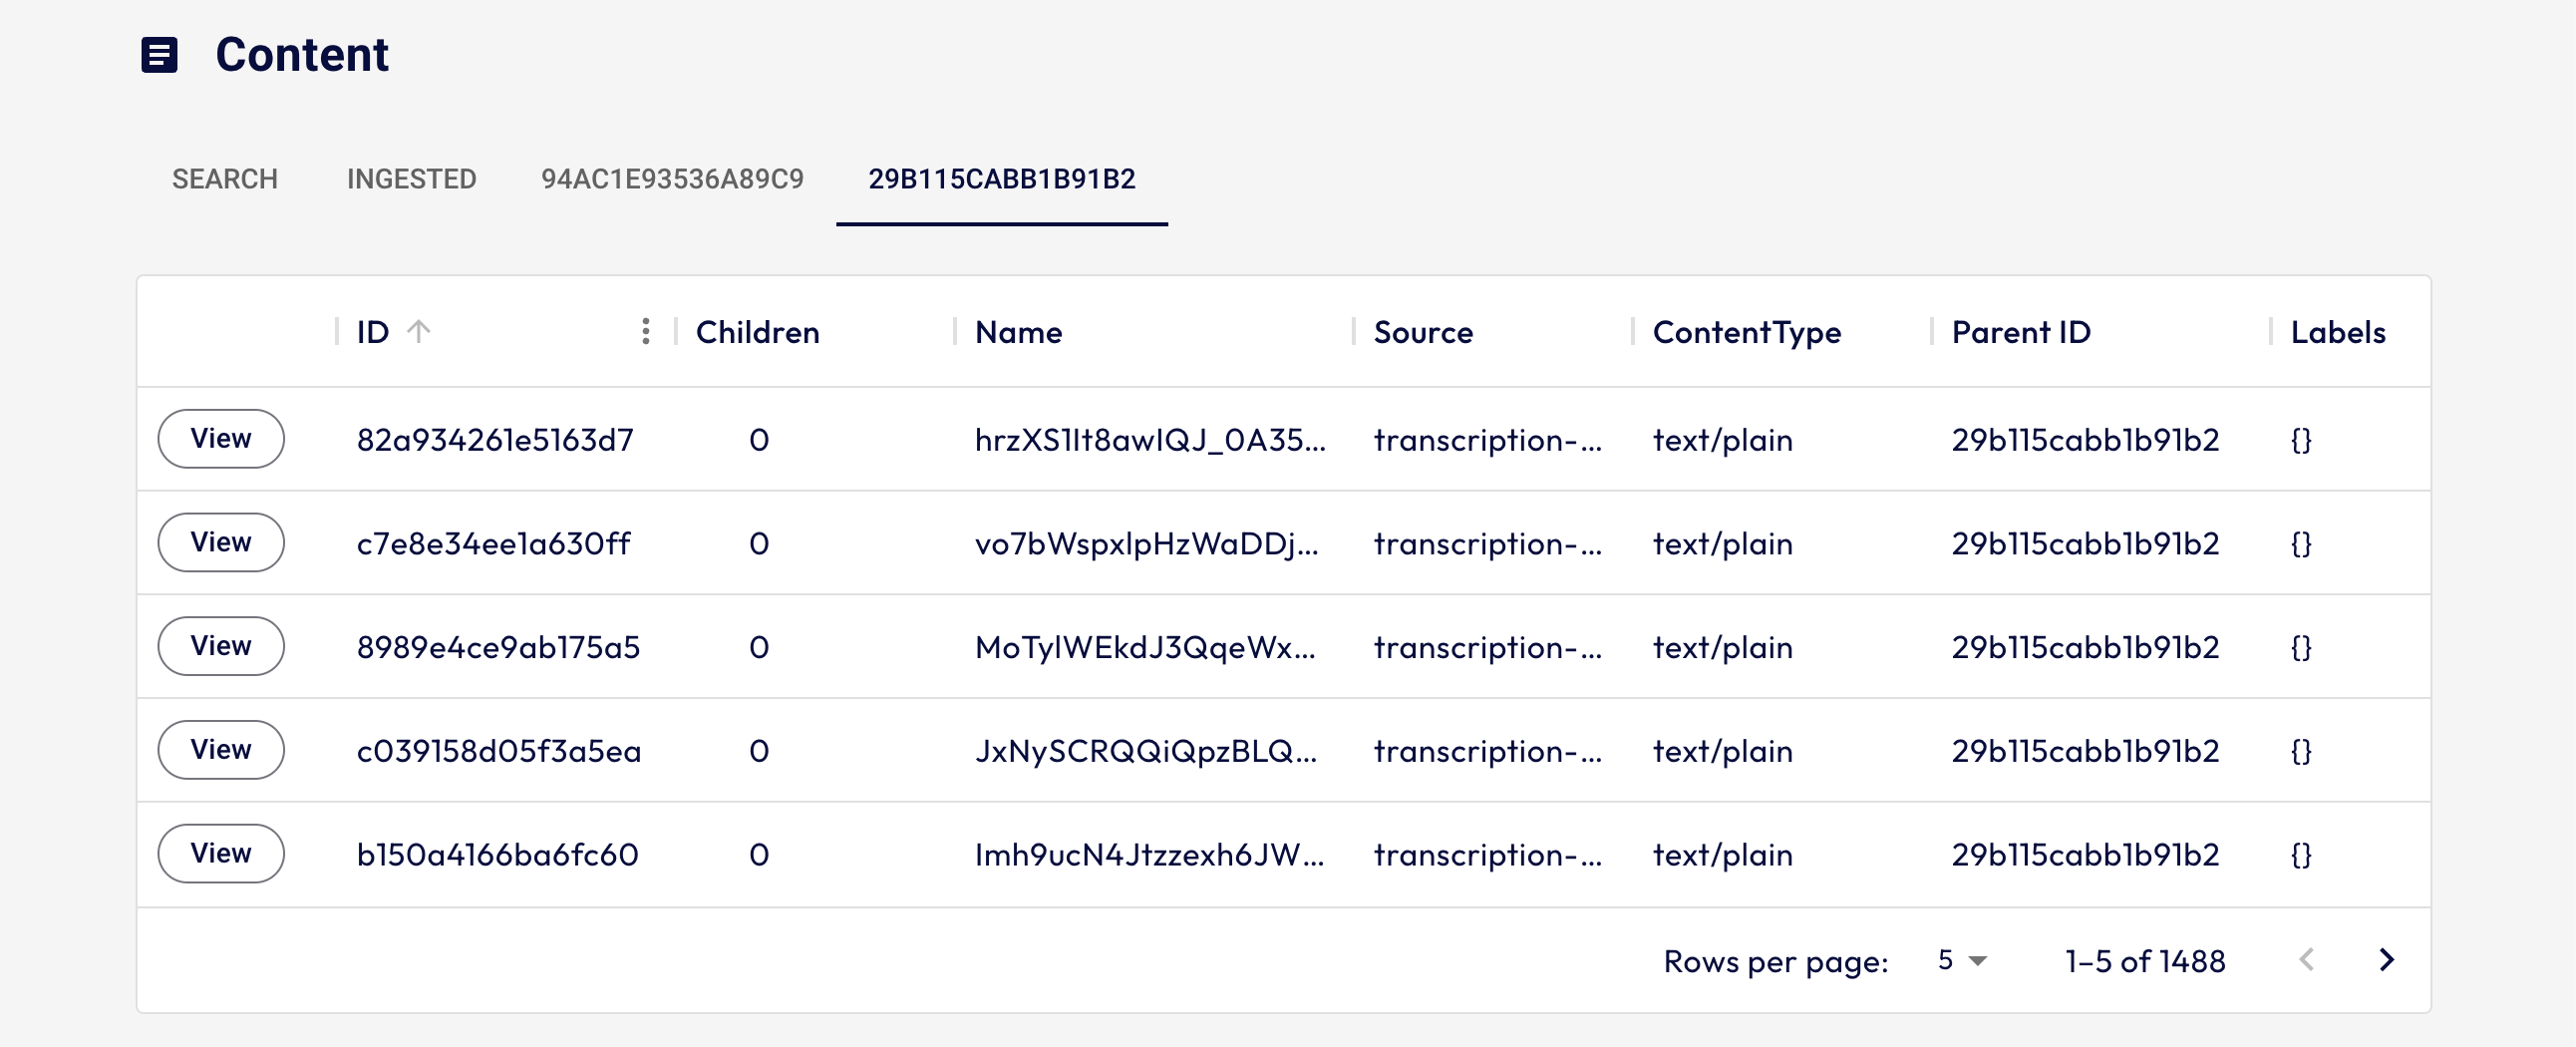 Content
SEARCH INGESTED 94AC1E93536A89C9 29B115CABB1B91B2
ID Children Name Source ContentType Parent ID Labels
View 82a934261e5163d7 0 hrzXS1It8awIQJ_0A35... transcription-... text/plain 29b115cabb1b91b2 {}
View c7e8e34ee1a630ff 0 vo7bWspxlpHzWaDDj... transcription-... text/plain 29b115cabb1b91b2 {}
View 8989e4ce9ab175a5 0 MoTylWEkdJ3QqeWx... transcription-... text/plain 29b115cabb1b91b2 {}
View c039158d05f3a5ea 0 JxNySCRQQiQpzBLQ... transcription-... text/plain 29b115cabb1b91b2 {}
View b150a4166ba6fc60 0 Imh9ucN4Jtzzexh6JW... transcription-... text/plain 29b115cabb1b91b2 {}
Rows per page: 5 1–5 of 1488